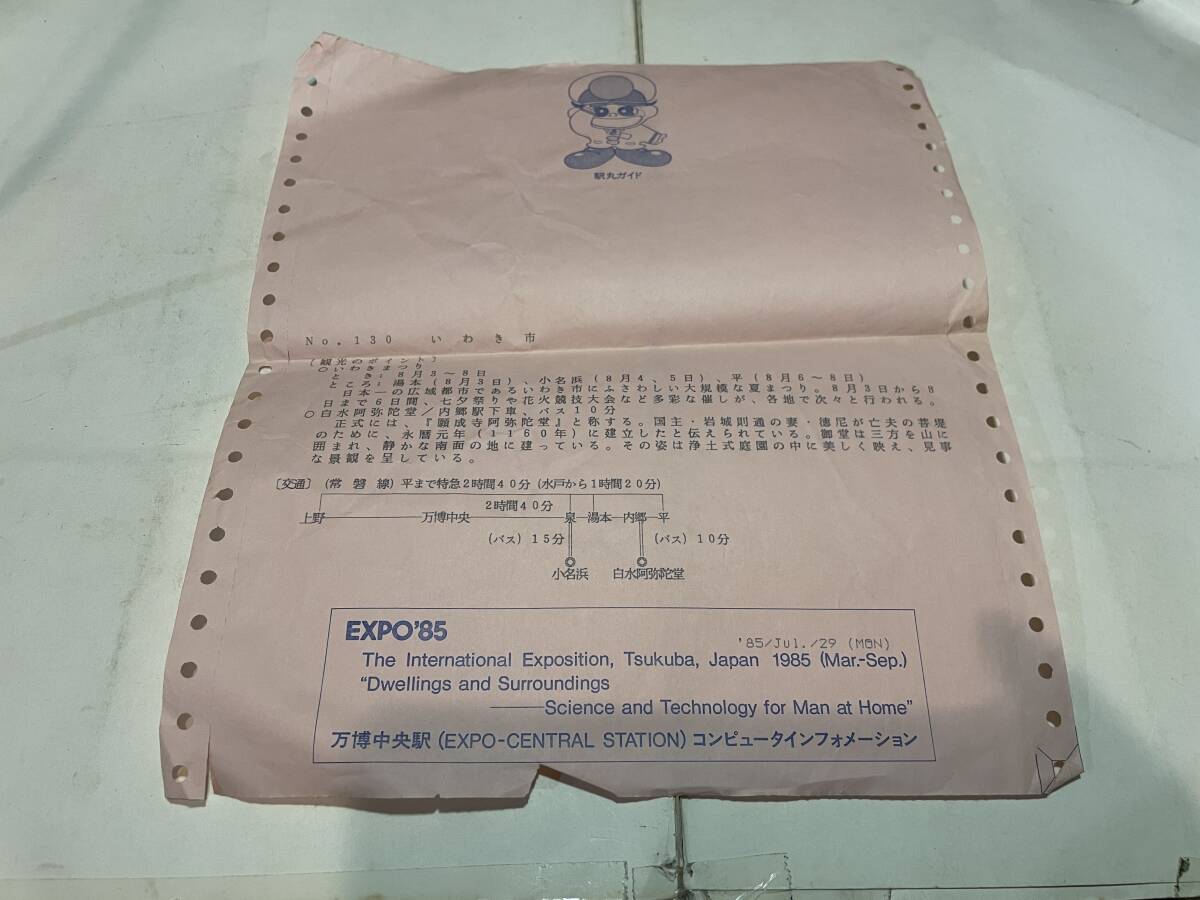 駅丸ガイド
No.130 いわき市
〔観光のポイント〕
○いわきまつり
とき:8月3〜8日
ところ:湯本(8月3日)、小名浜(8月4、5日)、平(8月6〜8日)
日本一の広域都市であるいわき市にふさわしい大規模な夏まつり。8月3日から8
日まで6日間、七夕祭りや花火競技大会など多彩な催しが、各地で次々と行われる。
○白水阿弥陀堂/内郷駅下車、バス10分
正式には、『願成寺阿弥陀堂』と称する。国主・岩城則通の妻・徳尼が亡夫の菩堤
のために、永暦元年(1160年)に建立したと伝えられている。御堂は三方を山に
囲まれ、静かな南面の地に建っている。その姿は浄土式庭園の中に美しく映え、見事
な景観を呈している。
〔交通〕(常磐線)平まで特急2時間40分(水戸から1時間20分)
2時間40分
上野 万博中央 泉 湯本 内郷 平
(バス)15分 (バス)10分
小名浜 白水阿弥陀堂
EXPO'85
'85/Jul./29 (MON)
The International Exposition, Tsukuba, Japan 1985 (Mar.-Sep.)
“Dwellings and Surroundings
——Science and Technology for Man at Home”
万博中央駅(EXPO-CENTRAL STATION)コンピュータインフォメーション